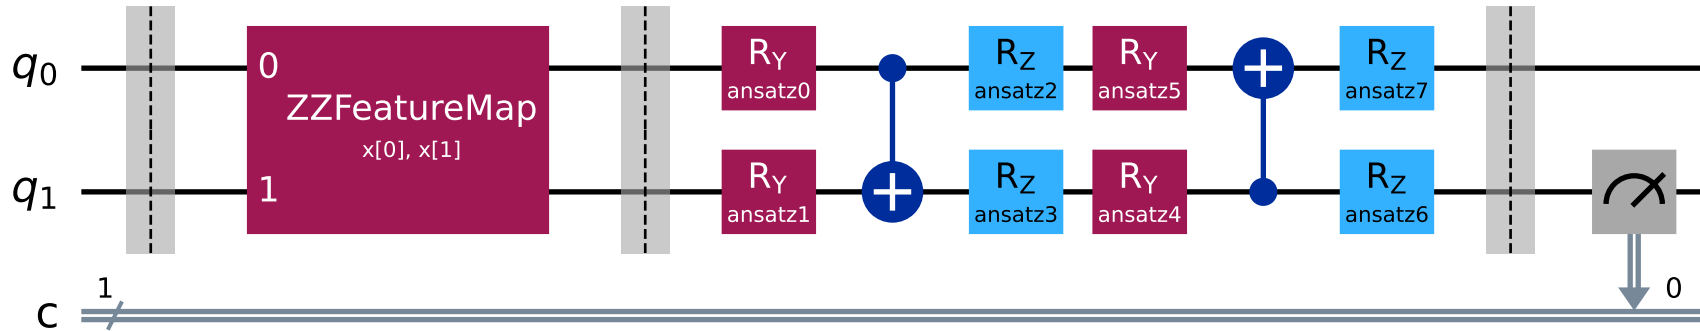 q0
0
ZZFeatureMap
x[0], x[1]
1
RY
ansatz0
RZ
ansatz2
RY
ansatz5
RZ
ansatz7
q1
RY
ansatz1
RZ
ansatz3
RY
ansatz4
RZ
ansatz6
1
0
c